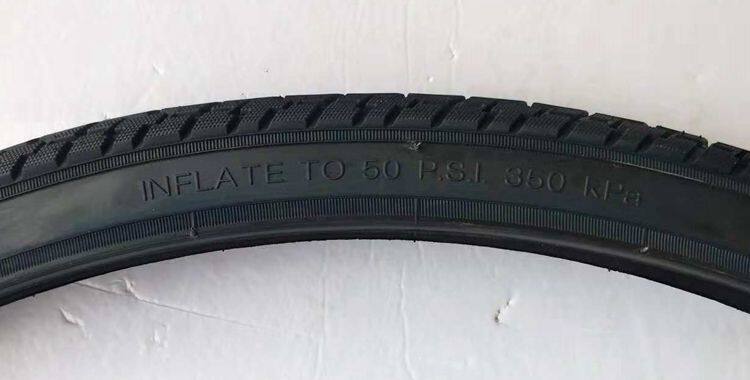 INFLATE TO 50 P.S.I. 350 kPa